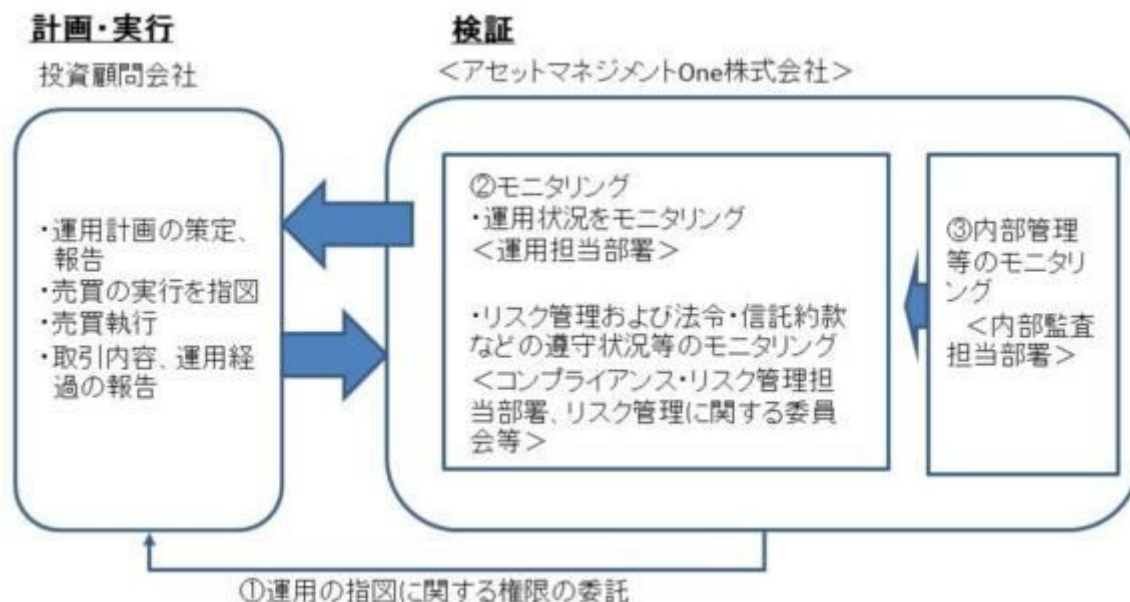 計画・実行
投資顧問会社
・運用計画の策定、
報告
・売買の実行を指図
・売買執行
・取引内容、運用経
過の報告
検証
＜アセットマネジメントOne株式会社＞
②モニタリング
・運用状況をモニタリング
＜運用担当部署＞
・リスク管理および法令・信託約款
などの遵守状況等のモニタリング
＜コンプライアンス・リスク管理担
当部署、リスク管理に関する委員
会等＞
③内部管理
等のモニタリ
ング
＜内部監査
担当部署＞
①運用の指図に関する権限の委託